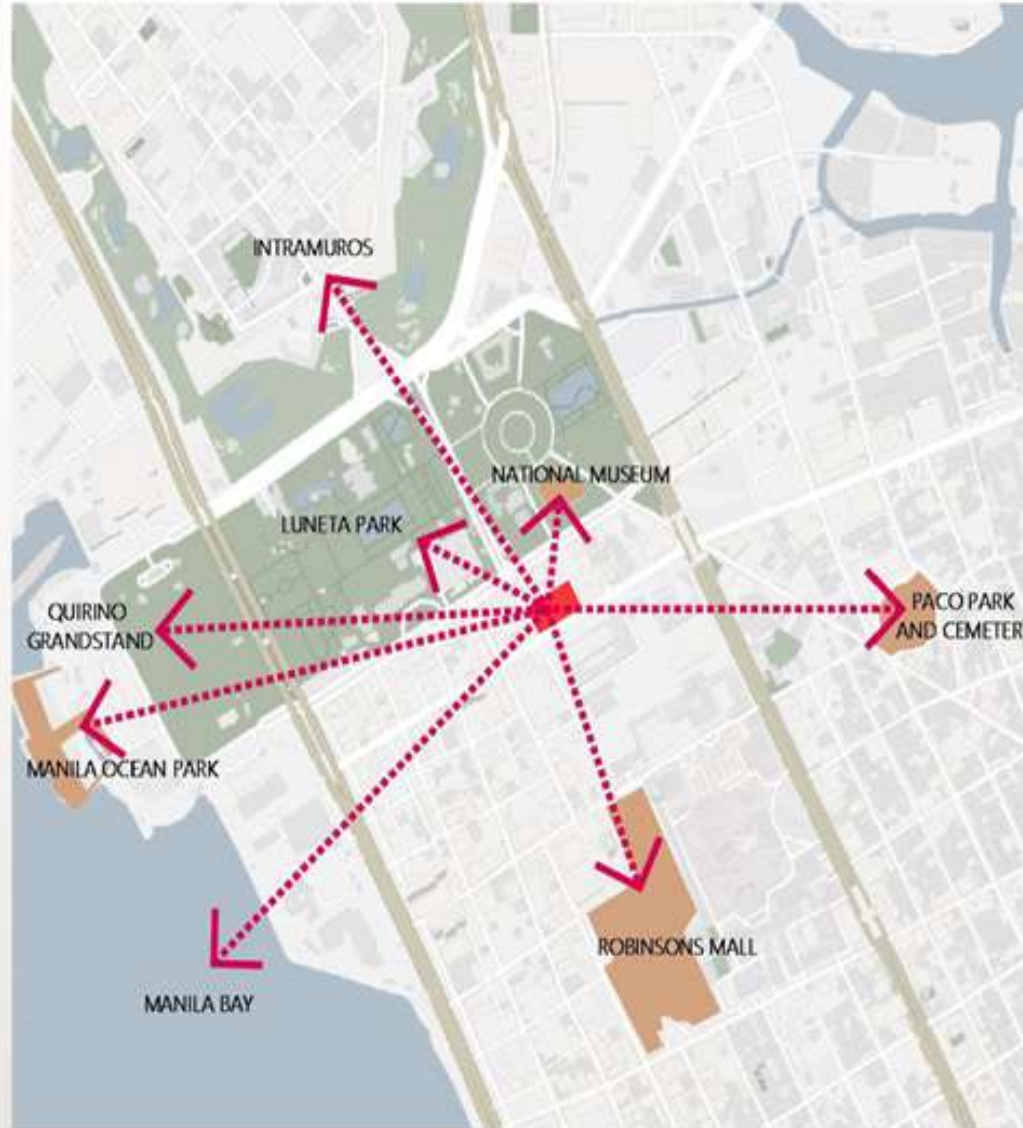 INTRAMUROS
NATIONAL MUSEUM
LUNETA PARK
QUIRINO
GRANDSTAND
PACO PARK
AND CEMETER
MANILA OCEAN PARK
ROBINSONS MALL
MANILA BAY